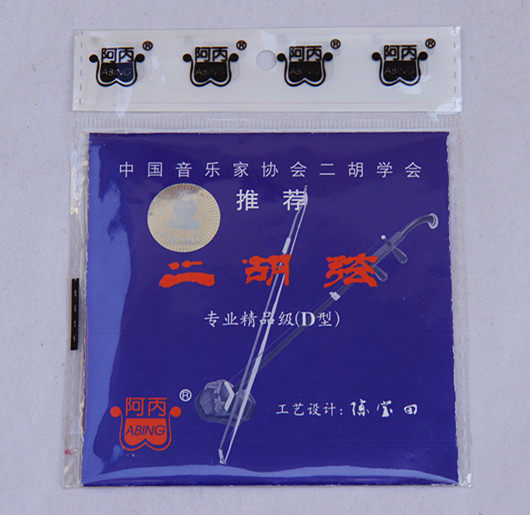 阿丙® 阿丙® 阿丙® 阿丙®
ABING ABING ABING ABING
中国音乐家协会二胡学会
推荐
二胡弦
专业精品级(D型)
阿丙®
ABING
工艺设计:陈宝田